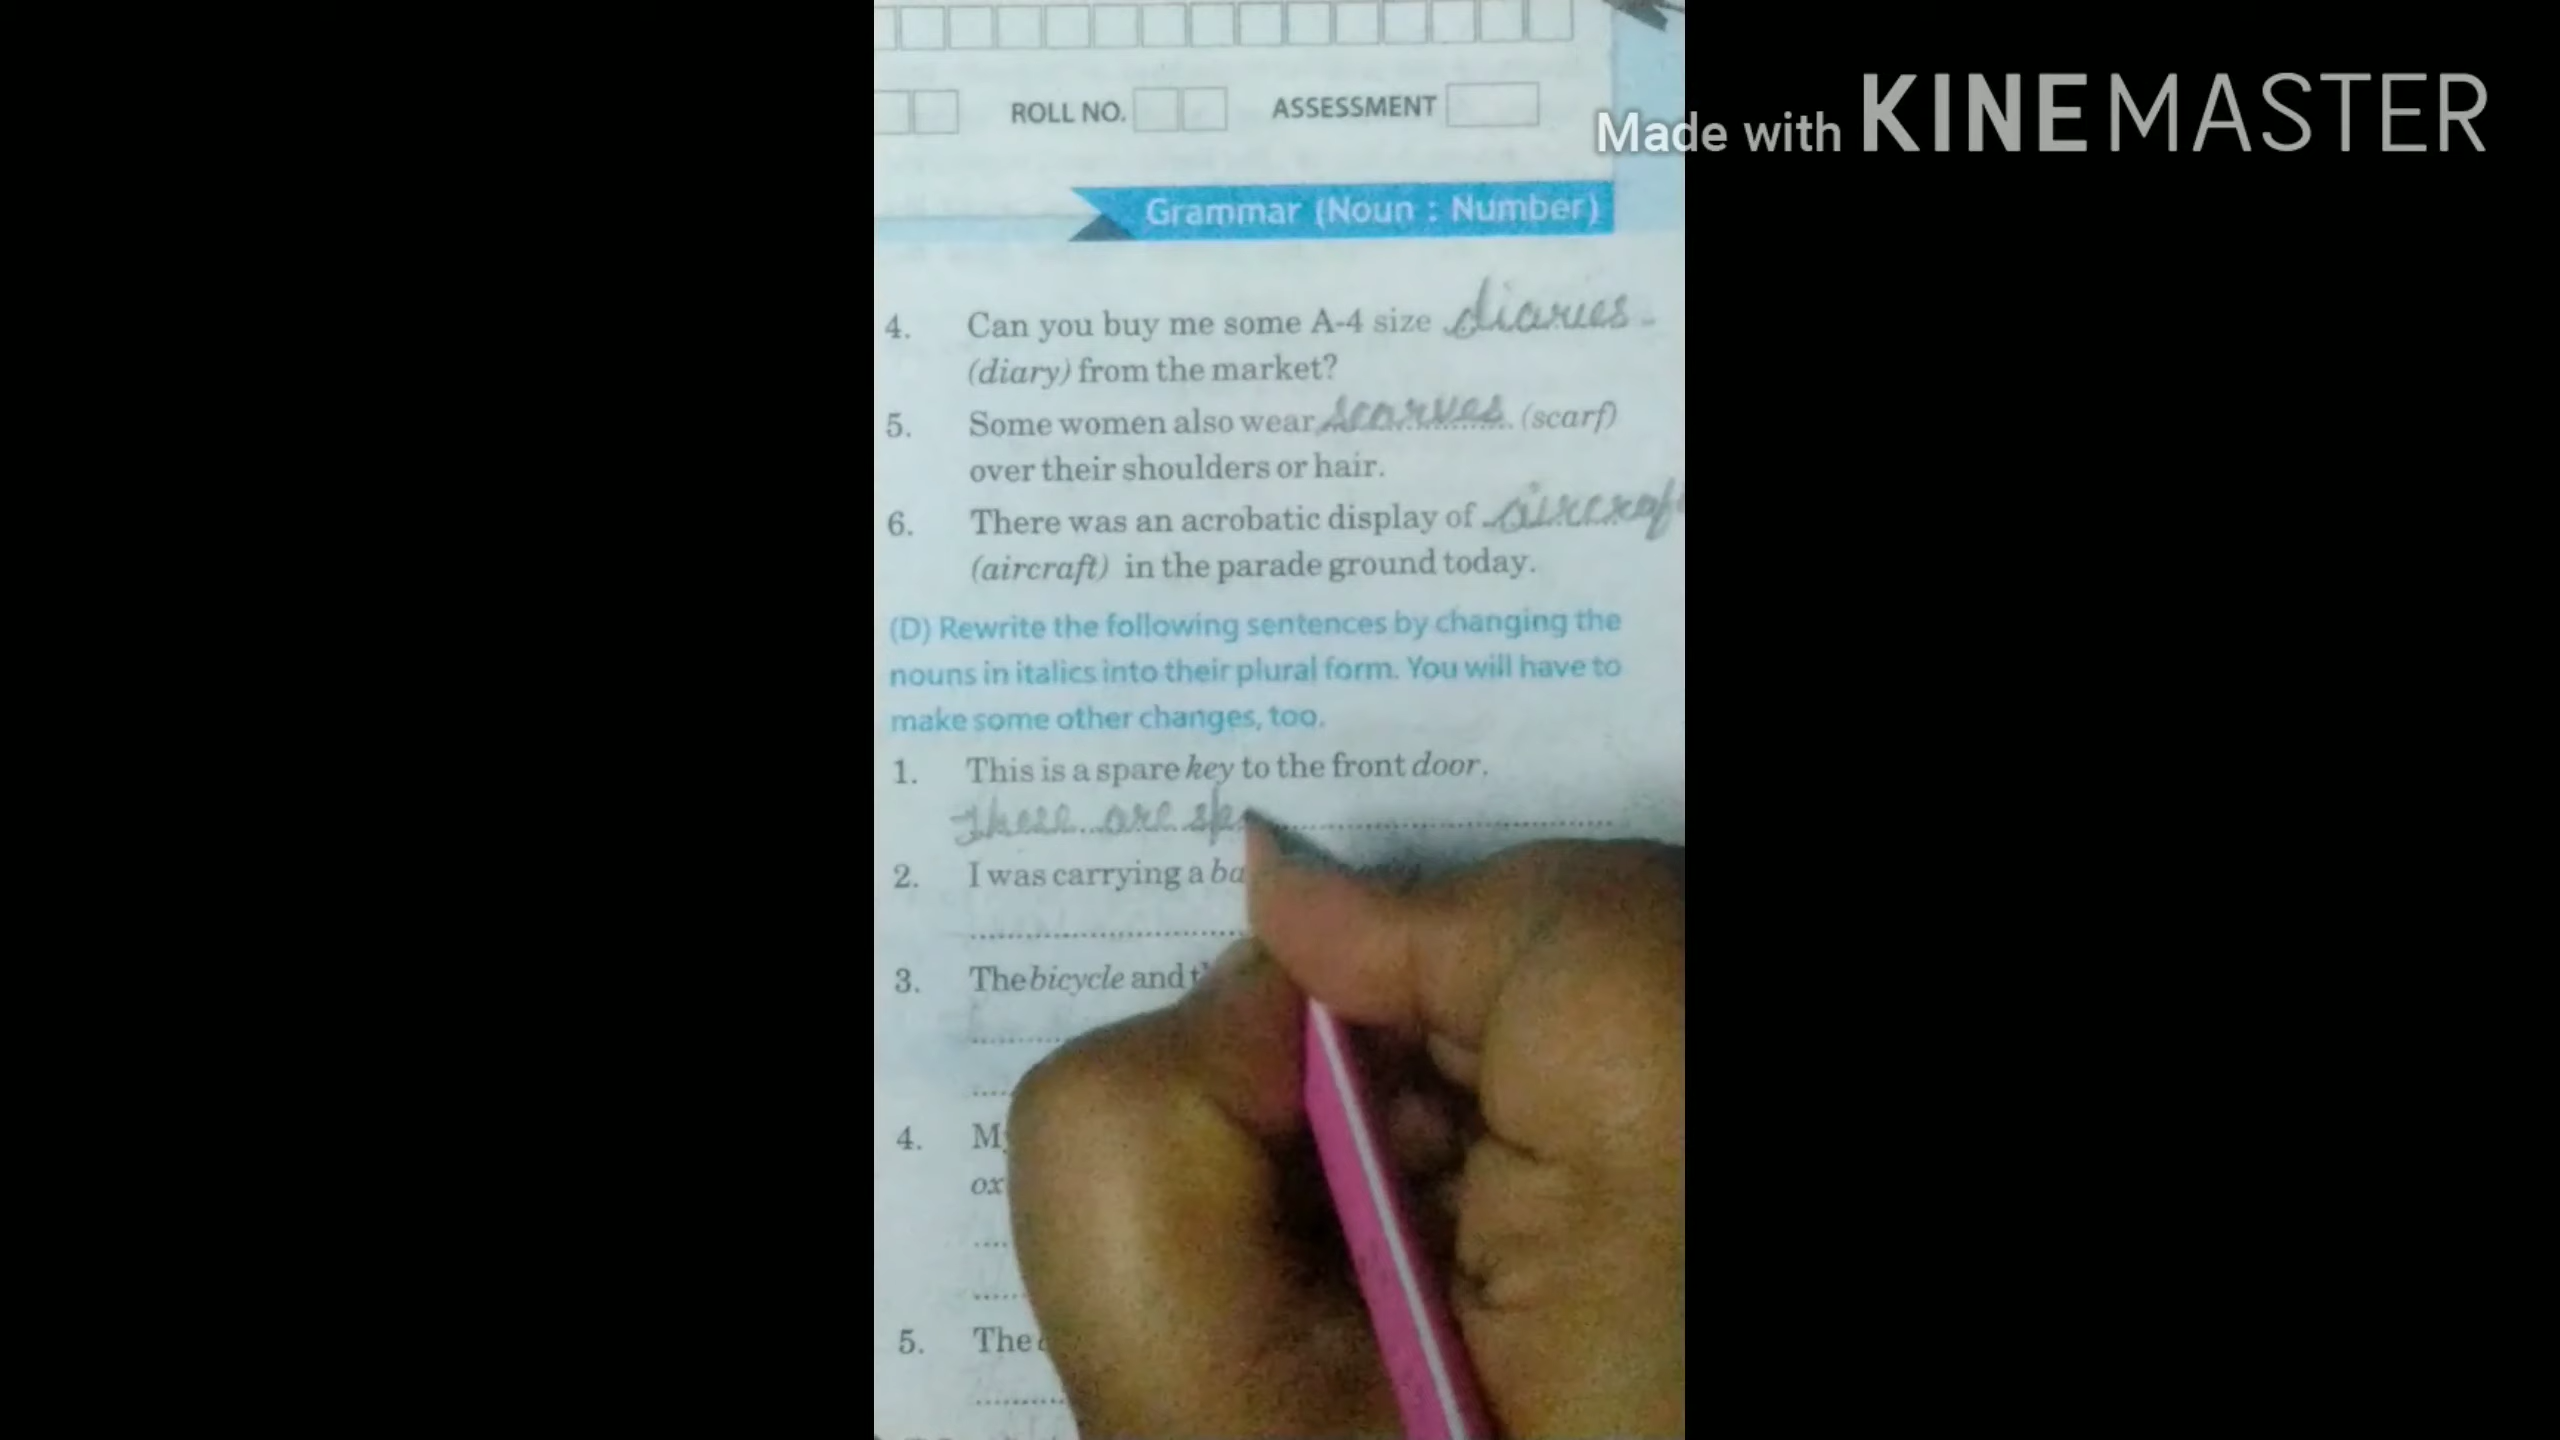 Made with KINEMASTER
ROLL NO. ASSESSMENT
Grammar (Noun : Number)
4. Can you buy me some A-4 size diaries
(diary) from the market?
5. Some women also wear scarves (scarf)
over their shoulders or hair.
6. There was an acrobatic display of aircraft
(aircraft) in the parade ground today.
(D) Rewrite the following sentences by changing the
nouns in italics into their plural form. You will have to
make some other changes, too.
1. This is a spare key to the front door.
These are
2. I was carrying a
3. The bicycle and
4.
ox
5. The